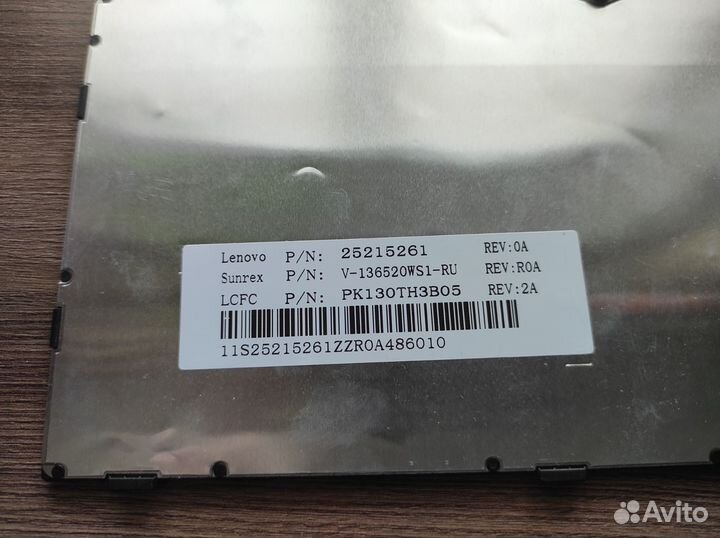 Lenovo P/N: 25215261 REV:0A
Sunrex P/N: V-136520WS1-RU REV:R0A
LCFC P/N: PK130TH3B05 REV:2A
11S25215261ZZR0A486010
Avito